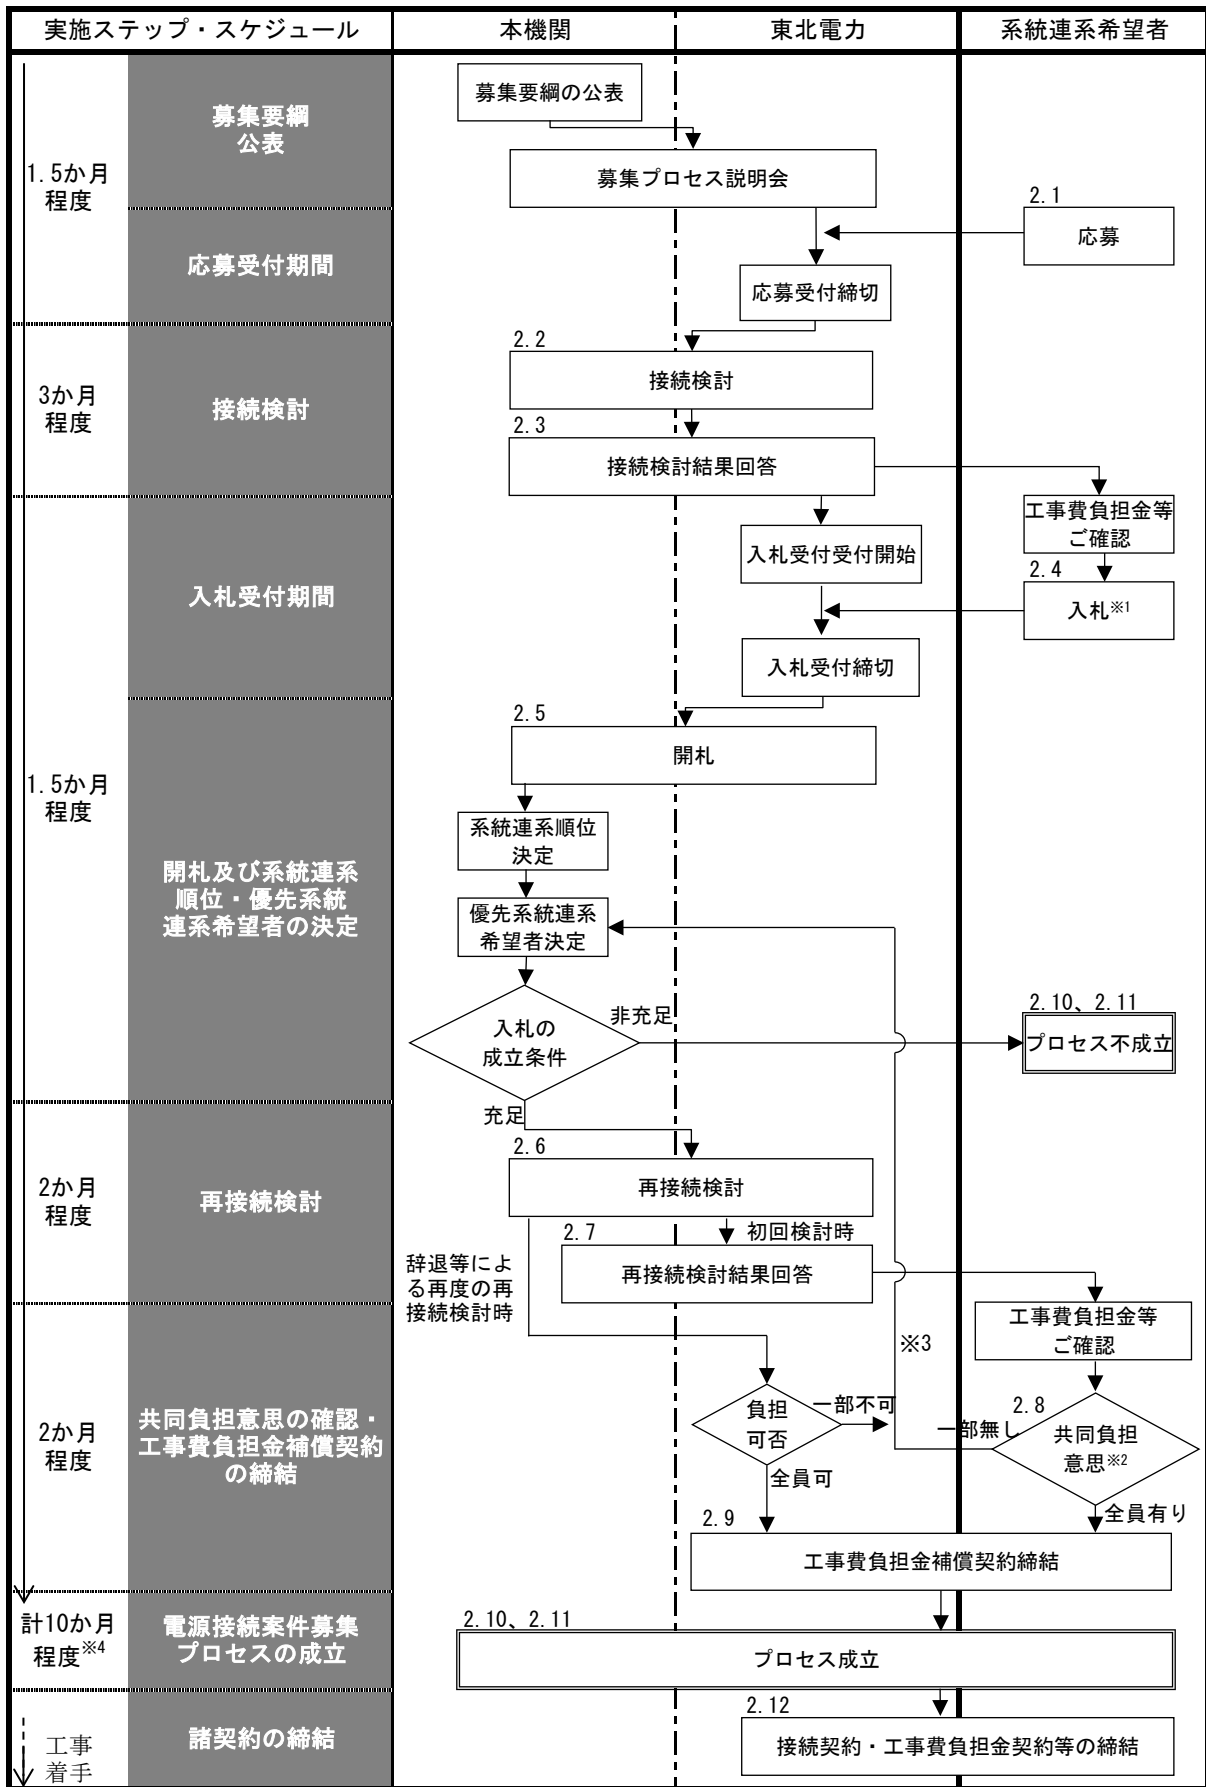 実施ステップ・スケジュール
本機関
東北電力
系統連系希望者
1.5か月
程度
募集要綱
公表
募集要綱の公表
募集プロセス説明会
応募受付期間
2.1
応募
応募受付締切
3か月
程度
接続検討
2.2
接続検討
2.3
接続検討結果回答
工事費負担金等
ご確認
1.5か月
程度
入札受付期間
入札受付受付開始
2.4
入札※1
入札受付締切
開札及び系統連系
順位・優先系統
連系希望者の決定
2.5
開札
系統連系順位
決定
優先系統連系
希望者決定
入札の
成立条件
非充足
2.10、2.11
プロセス不成立
充足
2か月
程度
再接続検討
2.6
再接続検討
初回検討時
2.7
再接続検討結果回答
辞退等によ
る再度の再
接続検討時
工事費負担金等
ご確認
※3
2か月
程度
共同負担意思の確認・
工事費負担金補償契約
の締結
負担
可否
一部不可
全員可
2.8
共同負担
意思※2
一部無し
全員有り
2.9
工事費負担金補償契約締結
計10か月
程度※4
電源接続案件募集
プロセスの成立
2.10、2.11
プロセス成立
工事
着手
諸契約の締結
2.12
接続契約・工事費負担金契約等の締結